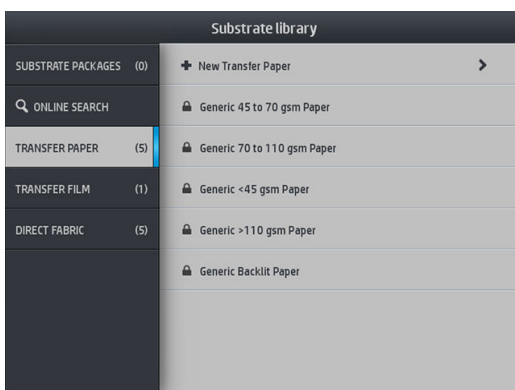 Substrate library
SUBSTRATE PACKAGES (0)
ONLINE SEARCH
TRANSFER PAPER (5)
TRANSFER FILM (1)
DIRECT FABRIC (5)
New Transfer Paper
Generic 45 to 70 gsm Paper
Generic 70 to 110 gsm Paper
Generic <45 gsm Paper
Generic >110 gsm Paper
Generic Backlit Paper